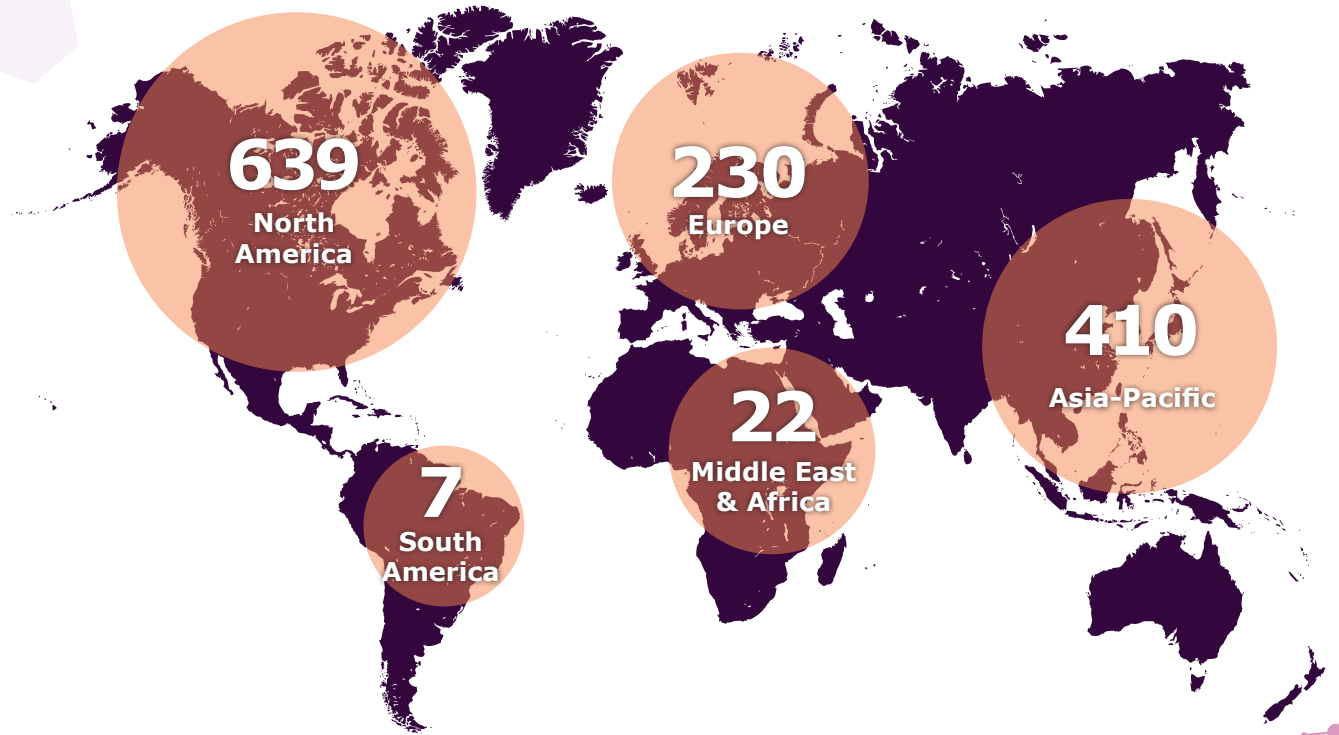 639
North
America
230
Europe
410
Asia-Pacific
22
Middle East
& Africa
7
South
America